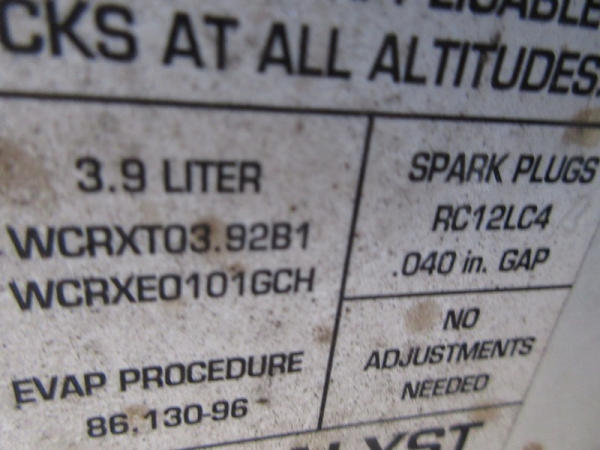 CKS AT ALL ALTITUDES.
3.9 LITER
WCRXT03.92B1
WCRXE0101GCH
EVAP PROCEDURE
86.130-96
SPARK PLUGS
RC12LC4
.040 in. GAP
NO
ADJUSTMENTS
NEEDED